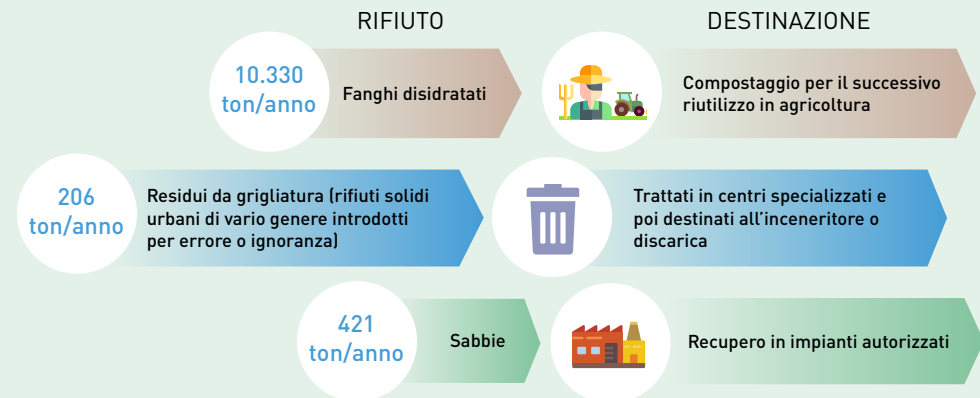 RIFIUTO
DESTINAZIONE
10.330
ton/anno
Fanghi disidratati
Compostaggio per il successivo
riutilizzo in agricoltura
206
ton/anno
Residui da grigliatura (rifiuti solidi
urbani di vario genere introdotti
per errore o ignoranza)
Trattati in centri specializzati e
poi destinati all’inceneritore o
discarica
421
ton/anno
Sabbie
Recupero in impianti autorizzati